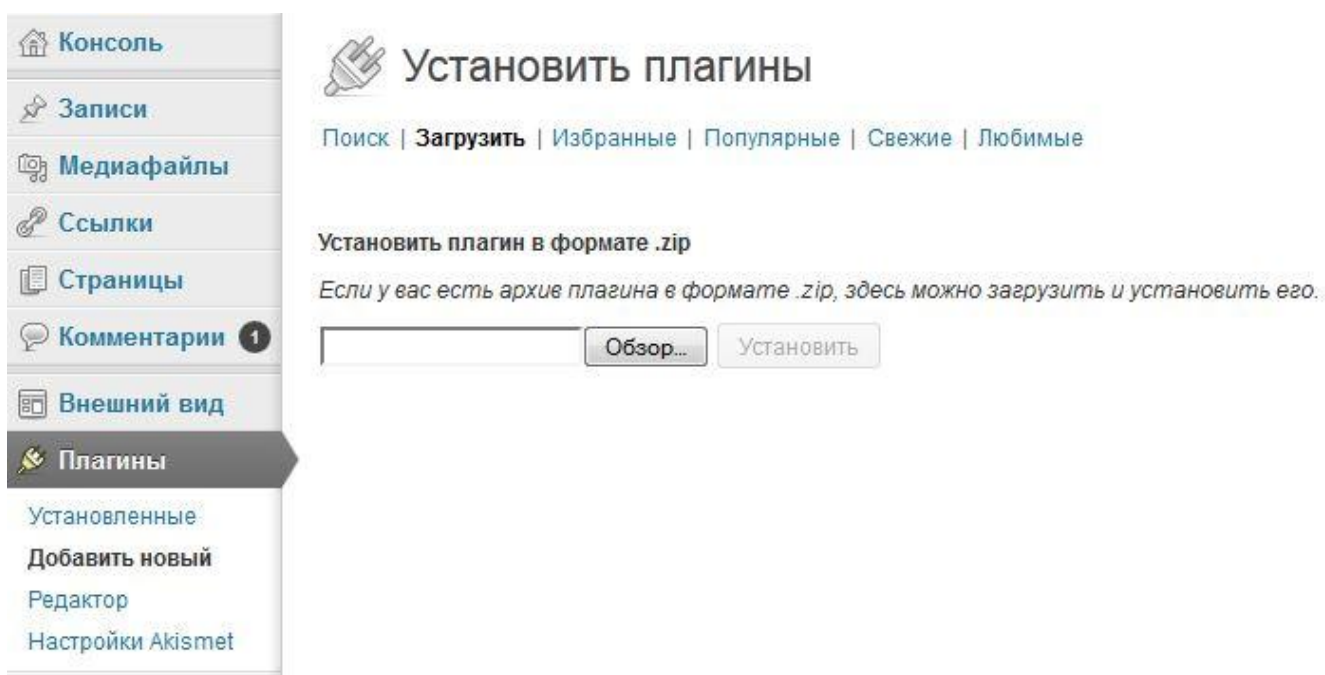 Консоль
Записи
Медиафайлы
Ссылки
Страницы
Комментарии 1
Внешний вид
Плагины
Установленные
Добавить новый
Редактор
Настройки Akismet
Установить плагины
Поиск | Загрузить | Избранные | Популярные | Свежие | Любимые
Установить плагин в формате .zip
Если у вас есть архив плагина в формате .zip, здесь можно загрузить и установить его.
Обзор... Установить